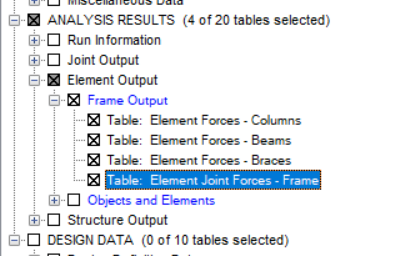 Miscellaneous Data
ANALYSIS RESULTS (4 of 20 tables selected)
Run Information
Joint Output
Element Output
Frame Output
Table: Element Forces - Columns
Table: Element Forces - Beams
Table: Element Forces - Braces
Table: Element Joint Forces - Frame
Objects and Elements
Structure Output
DESIGN DATA (0 of 10 tables selected)